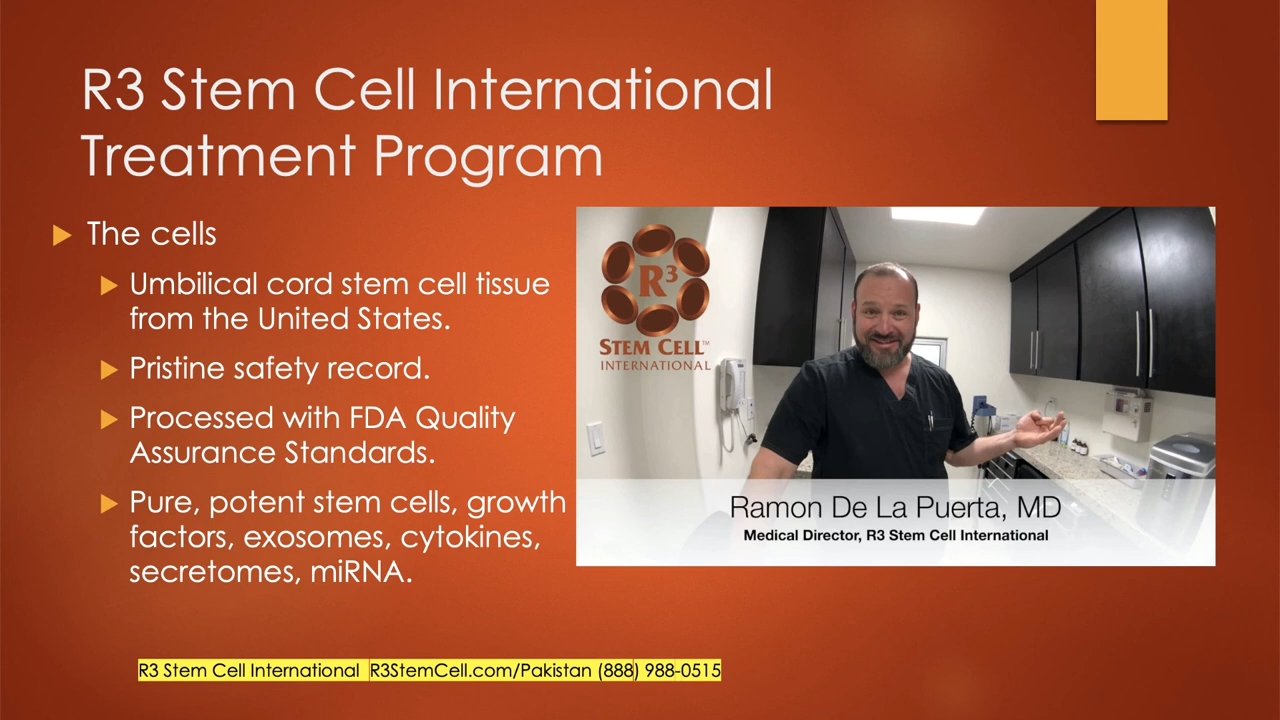 R3 Stem Cell International
Treatment Program
The cells
Umbilical cord stem cell tissue
from the United States.
Pristine safety record.
Processed with FDA Quality
Assurance Standards.
Pure, potent stem cells, growth
factors, exosomes, cytokines,
secretomes, miRNA.
R3
STEM CELL™
INTERNATIONAL
Ramon De La Puerta, MD
Medical Director, R3 Stem Cell International
R3 Stem Cell International R3StemCell.com/Pakistan (888) 988-0515